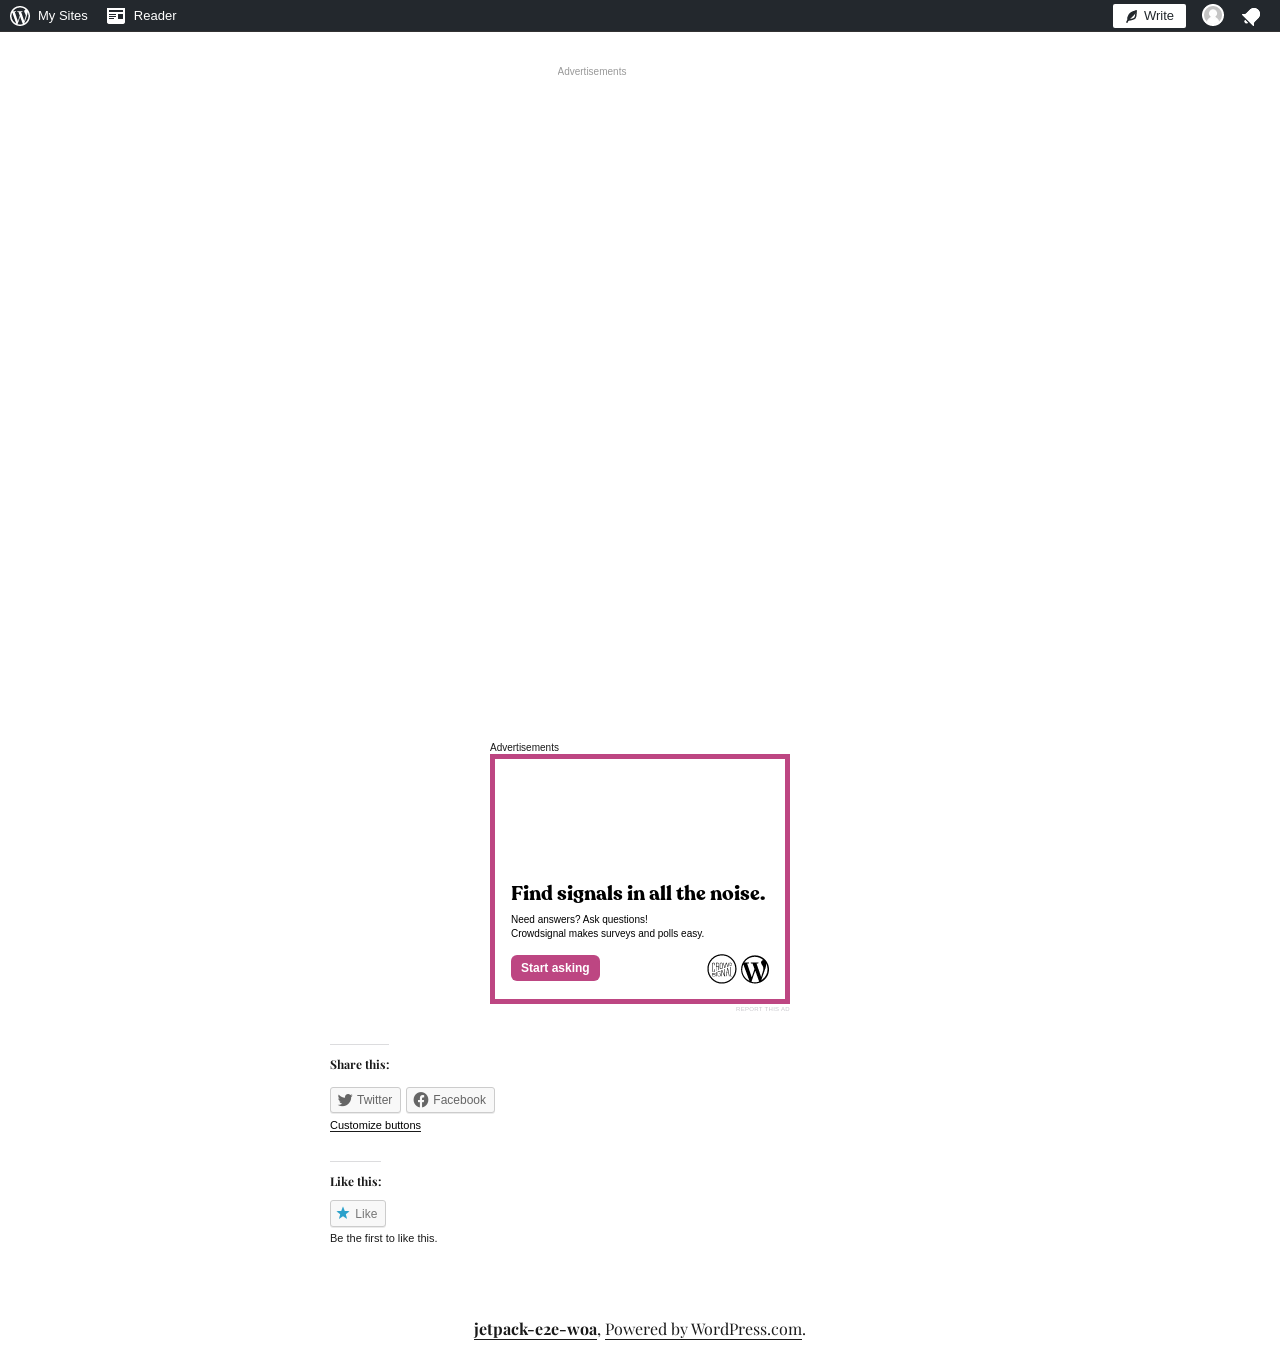 My Sites
Reader
Write
Advertisements
Advertisements
Find signals in all the noise.
Need answers? Ask questions!
Crowdsignal makes surveys and polls easy.
Start asking
CROWD
SIGNAL
REPORT THIS AD
Share this:
Twitter
Facebook
Customize buttons
Like this:
Like
Be the first to like this.
jetpack-e2e-woa, Powered by WordPress.com.